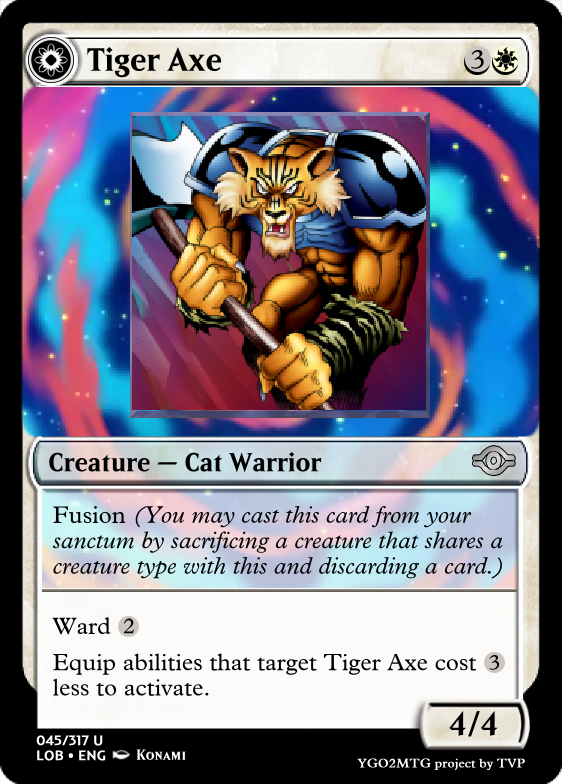 Tiger Axe
3
Creature — Cat Warrior
Fusion (You may cast this card from your
sanctum by sacrificing a creature that shares a
creature type with this and discarding a card.)
Ward 2
Equip abilities that target Tiger Axe cost 3
less to activate.
4/4
045/317 U
LOB • ENG Konami
YGO2MTG project by TVP